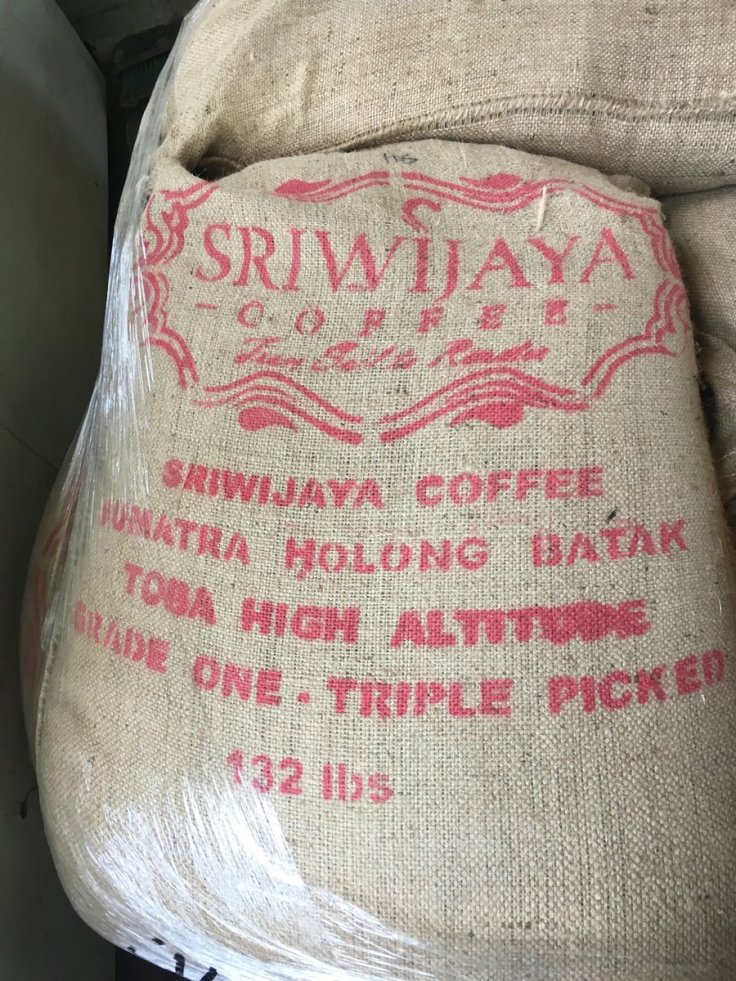 SRIWIJAYA
- COFFEE -
SRIWIJAYA COFFEE
SUMATRA HOLONG BATAK
TOBA HIGH ALTITUDE
GRADE ONE - TRIPLE PICKED
132 lbs